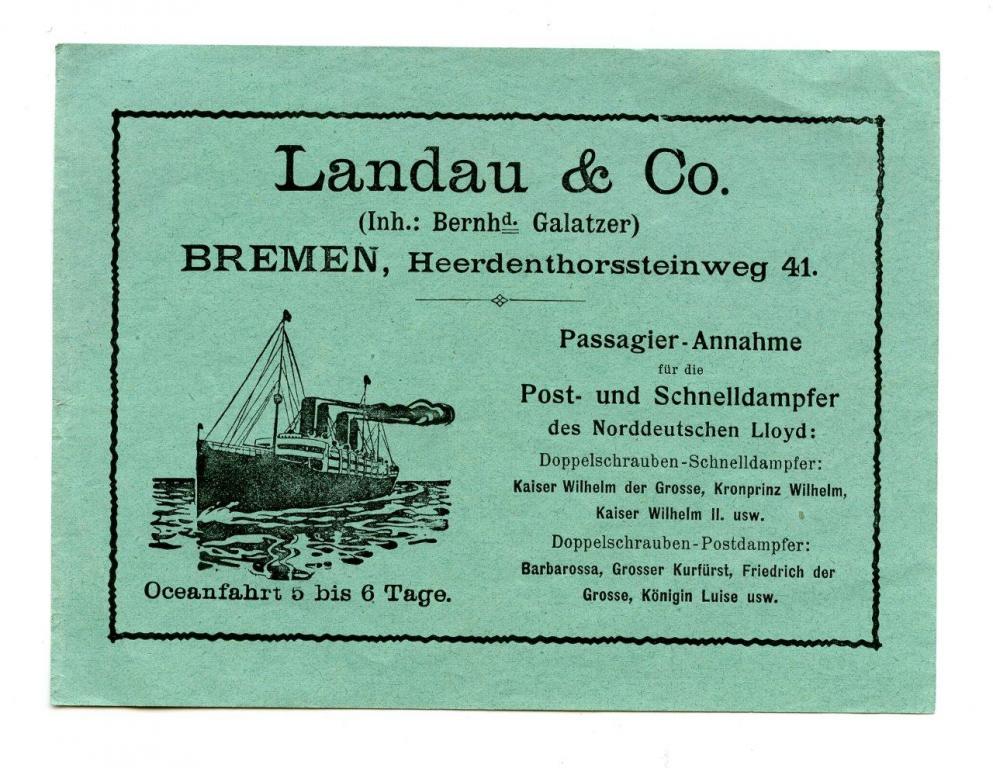 Landau & Co.
(Inh.: Bernhd. Galatzer)
BREMEN, Heerdenthorssteinweg 41.
Passagier-Annahme
für die
Post- und Schnelldampfer
des Norddeutschen Lloyd:
Doppelschrauben-Schnelldampfer:
Kaiser Wilhelm der Grosse, Kronprinz Wilhelm,
Kaiser Wilhelm II. usw.
Doppelschrauben-Postdampfer:
Barbarossa, Grosser Kurfürst, Friedrich der
Grosse, Königin Luise usw.
Oceanfahrt 5 bis 6 Tage.